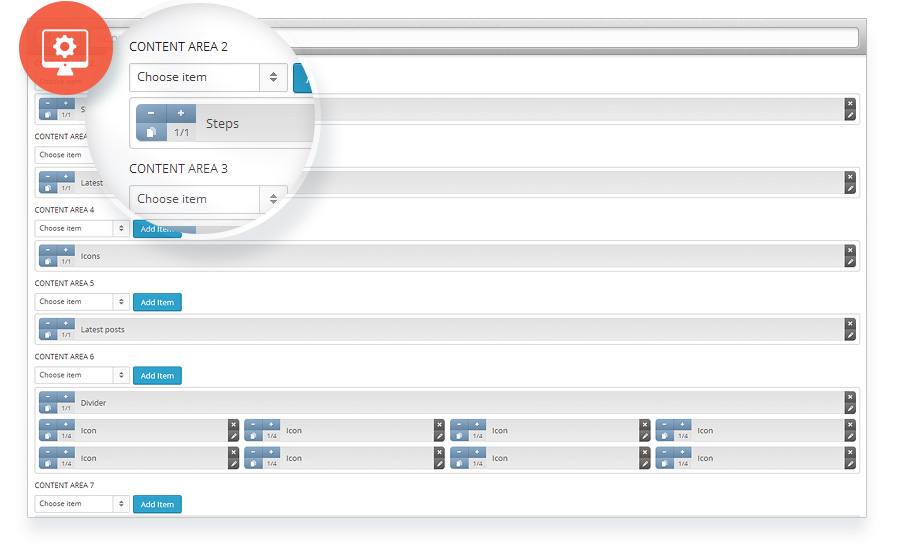 CONTENT AREA 2
Choose item
− +
1/1 Steps
CONTENT AREA 3
Choose item
CONTENT AREA
Choose item
1/1 Latest
CONTENT AREA 4
Choose item Add Item
− +
1/1 Icons
CONTENT AREA 5
Choose item Add Item
− +
1/1 Latest posts
CONTENT AREA 6
Choose item Add Item
− +
1/1 Divider
1/4 Icon 1/4 Icon 1/4 Icon 1/4 Icon
1/4 Icon 1/4 Icon 1/4 Icon 1/4 Icon
CONTENT AREA 7
Choose item Add Item